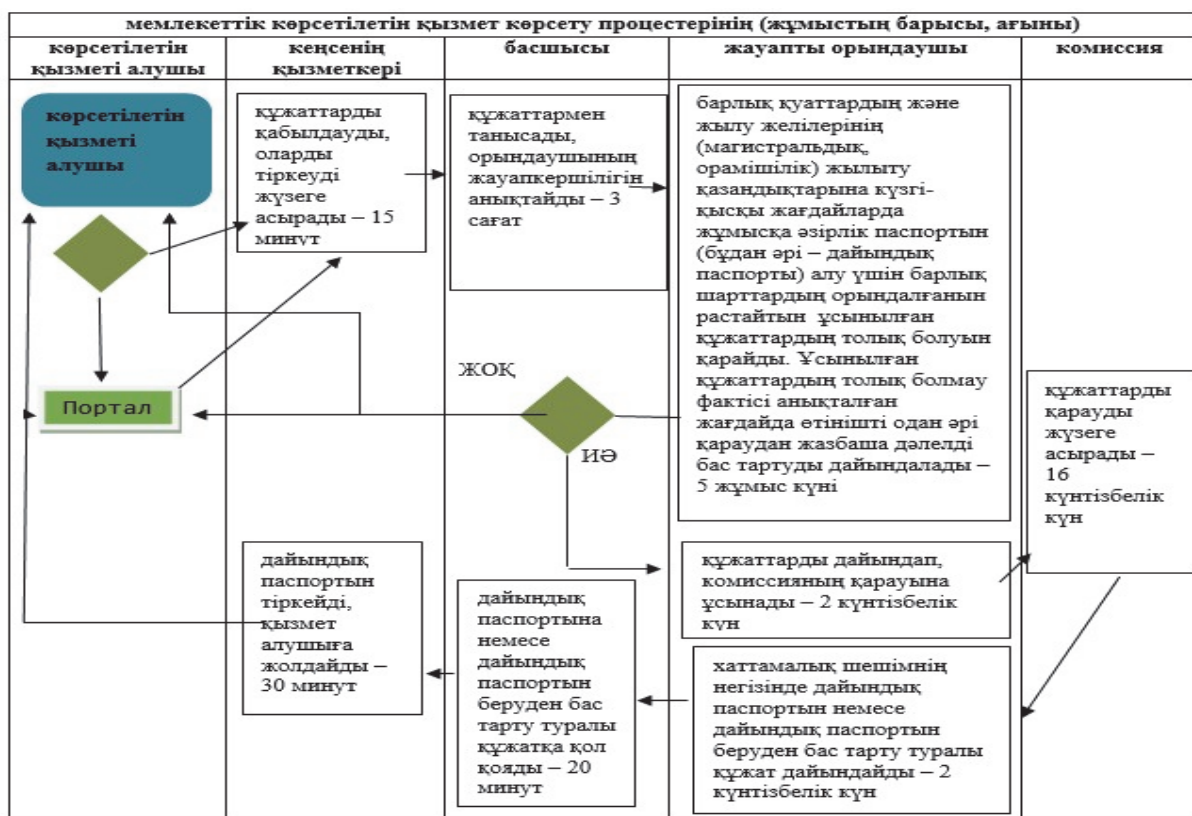 мемлекеттік көрсетілетін қызмет көрсету процестерінің (жұмыстың барысы, ағыны)
көрсетілетін
қызметі алушы
кеңсенің
қызметкері
басшысы
жауапты орындаушы
комиссия
көрсетілетін
қызметі
алушы
Портал
құжаттарды
қабылдауды,
оларды
тіркеуді
жүзеге
асырады – 15
минут
құжаттармен
танысады,
орындаушының
жауапкершілігін
анықтайды – 3
сағат
барлық қуаттардың және
жылу желілерінің
(магистральдық,
орамішілік) жылыту
қазандықтарына күзгі-
қысқы жағдайларда
жұмысқа әзірлік паспортын
(бұдан әрі – дайындық
паспорты) алу үшін барлық
шарттардың орындалғанын
растайтын ұсынылған
құжаттардың толық болуын
қарайды. Ұсынылған
құжаттардың толық болмау
фактісі анықталған
жағдайда өтінішті одан әрі
қараудан жазбаша дәлелді
бас тартуды дайындалады –
5 жұмыс күні
ЖОҚ
ИӘ
құжаттарды
қарауды
жүзеге
асырады –
16
күнтізбелік
күн
құжаттарды дайындап,
комиссияның қарауына
ұсынады – 2 күнтізбелік
күн
хаттамалық шешімнің
негізінде дайындық
паспортын немесе
дайындық паспортын
беруден бас тарту туралы
құжат дайындайды – 2
күнтізбелік күн
дайындық
паспортына
немесе
дайындық
паспортын
беруден бас
тарту туралы
құжатқа қол
қояды – 20
минут
дайындық
паспортын
тіркейді,
қызмет
алушыға
жолдайды –
30 минут